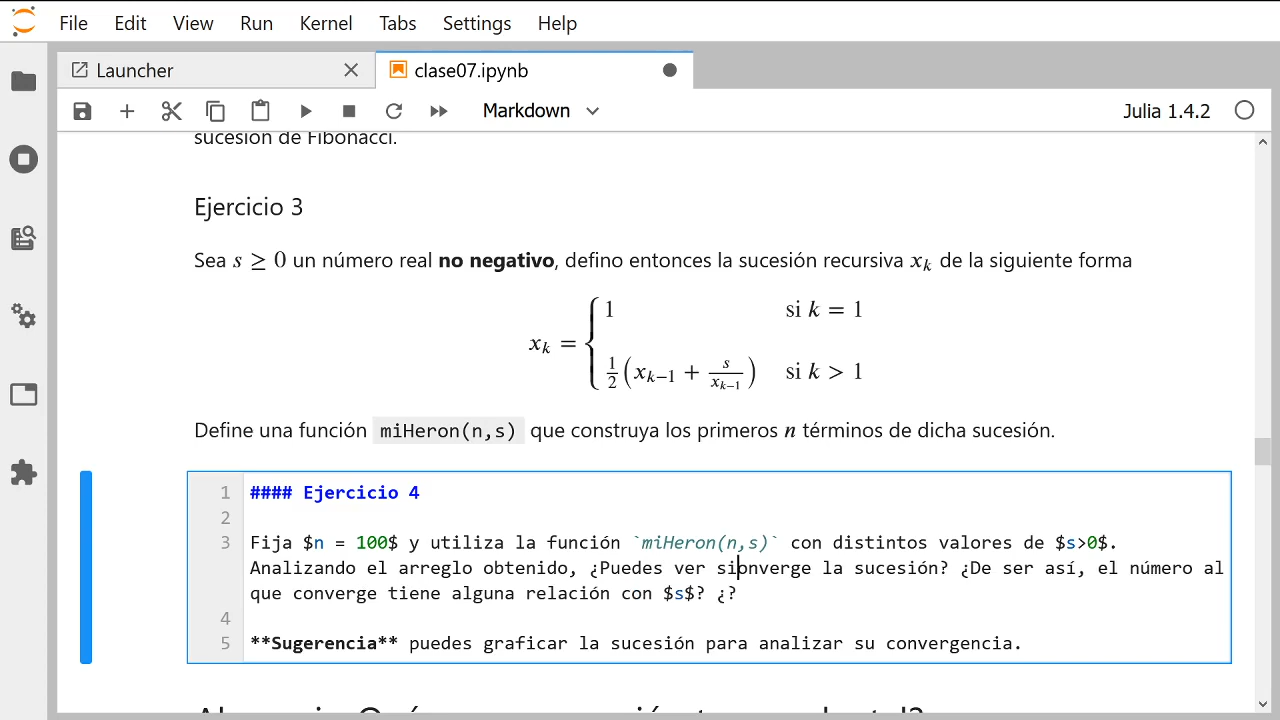 File Edit View Run Kernel Tabs Settings Help
Launcher clase07.ipynb
Markdown Julia 1.4.2
sucesión de Fibonacci.
Ejercicio 3
Sea s ≥ 0 un número real no negativo, defino entonces la sucesión recursiva x_k de la siguiente forma
x_k = { 1 si k = 1
1/2 (x_{k−1} + s/x_{k−1}) si k > 1
Define una función miHeron(n,s) que construya los primeros n términos de dicha sucesión.
1 #### Ejercicio 4
2
3 Fija $n = 100$ y utiliza la función `miHeron(n,s)` con distintos valores de $s>0$.
Analizando el arreglo obtenido, ¿Puedes ver sionverge la sucesión? ¿De ser así, el número al
que converge tiene alguna relación con $s$? ¿?
4
5 **Sugerencia** puedes graficar la sucesión para analizar su convergencia.